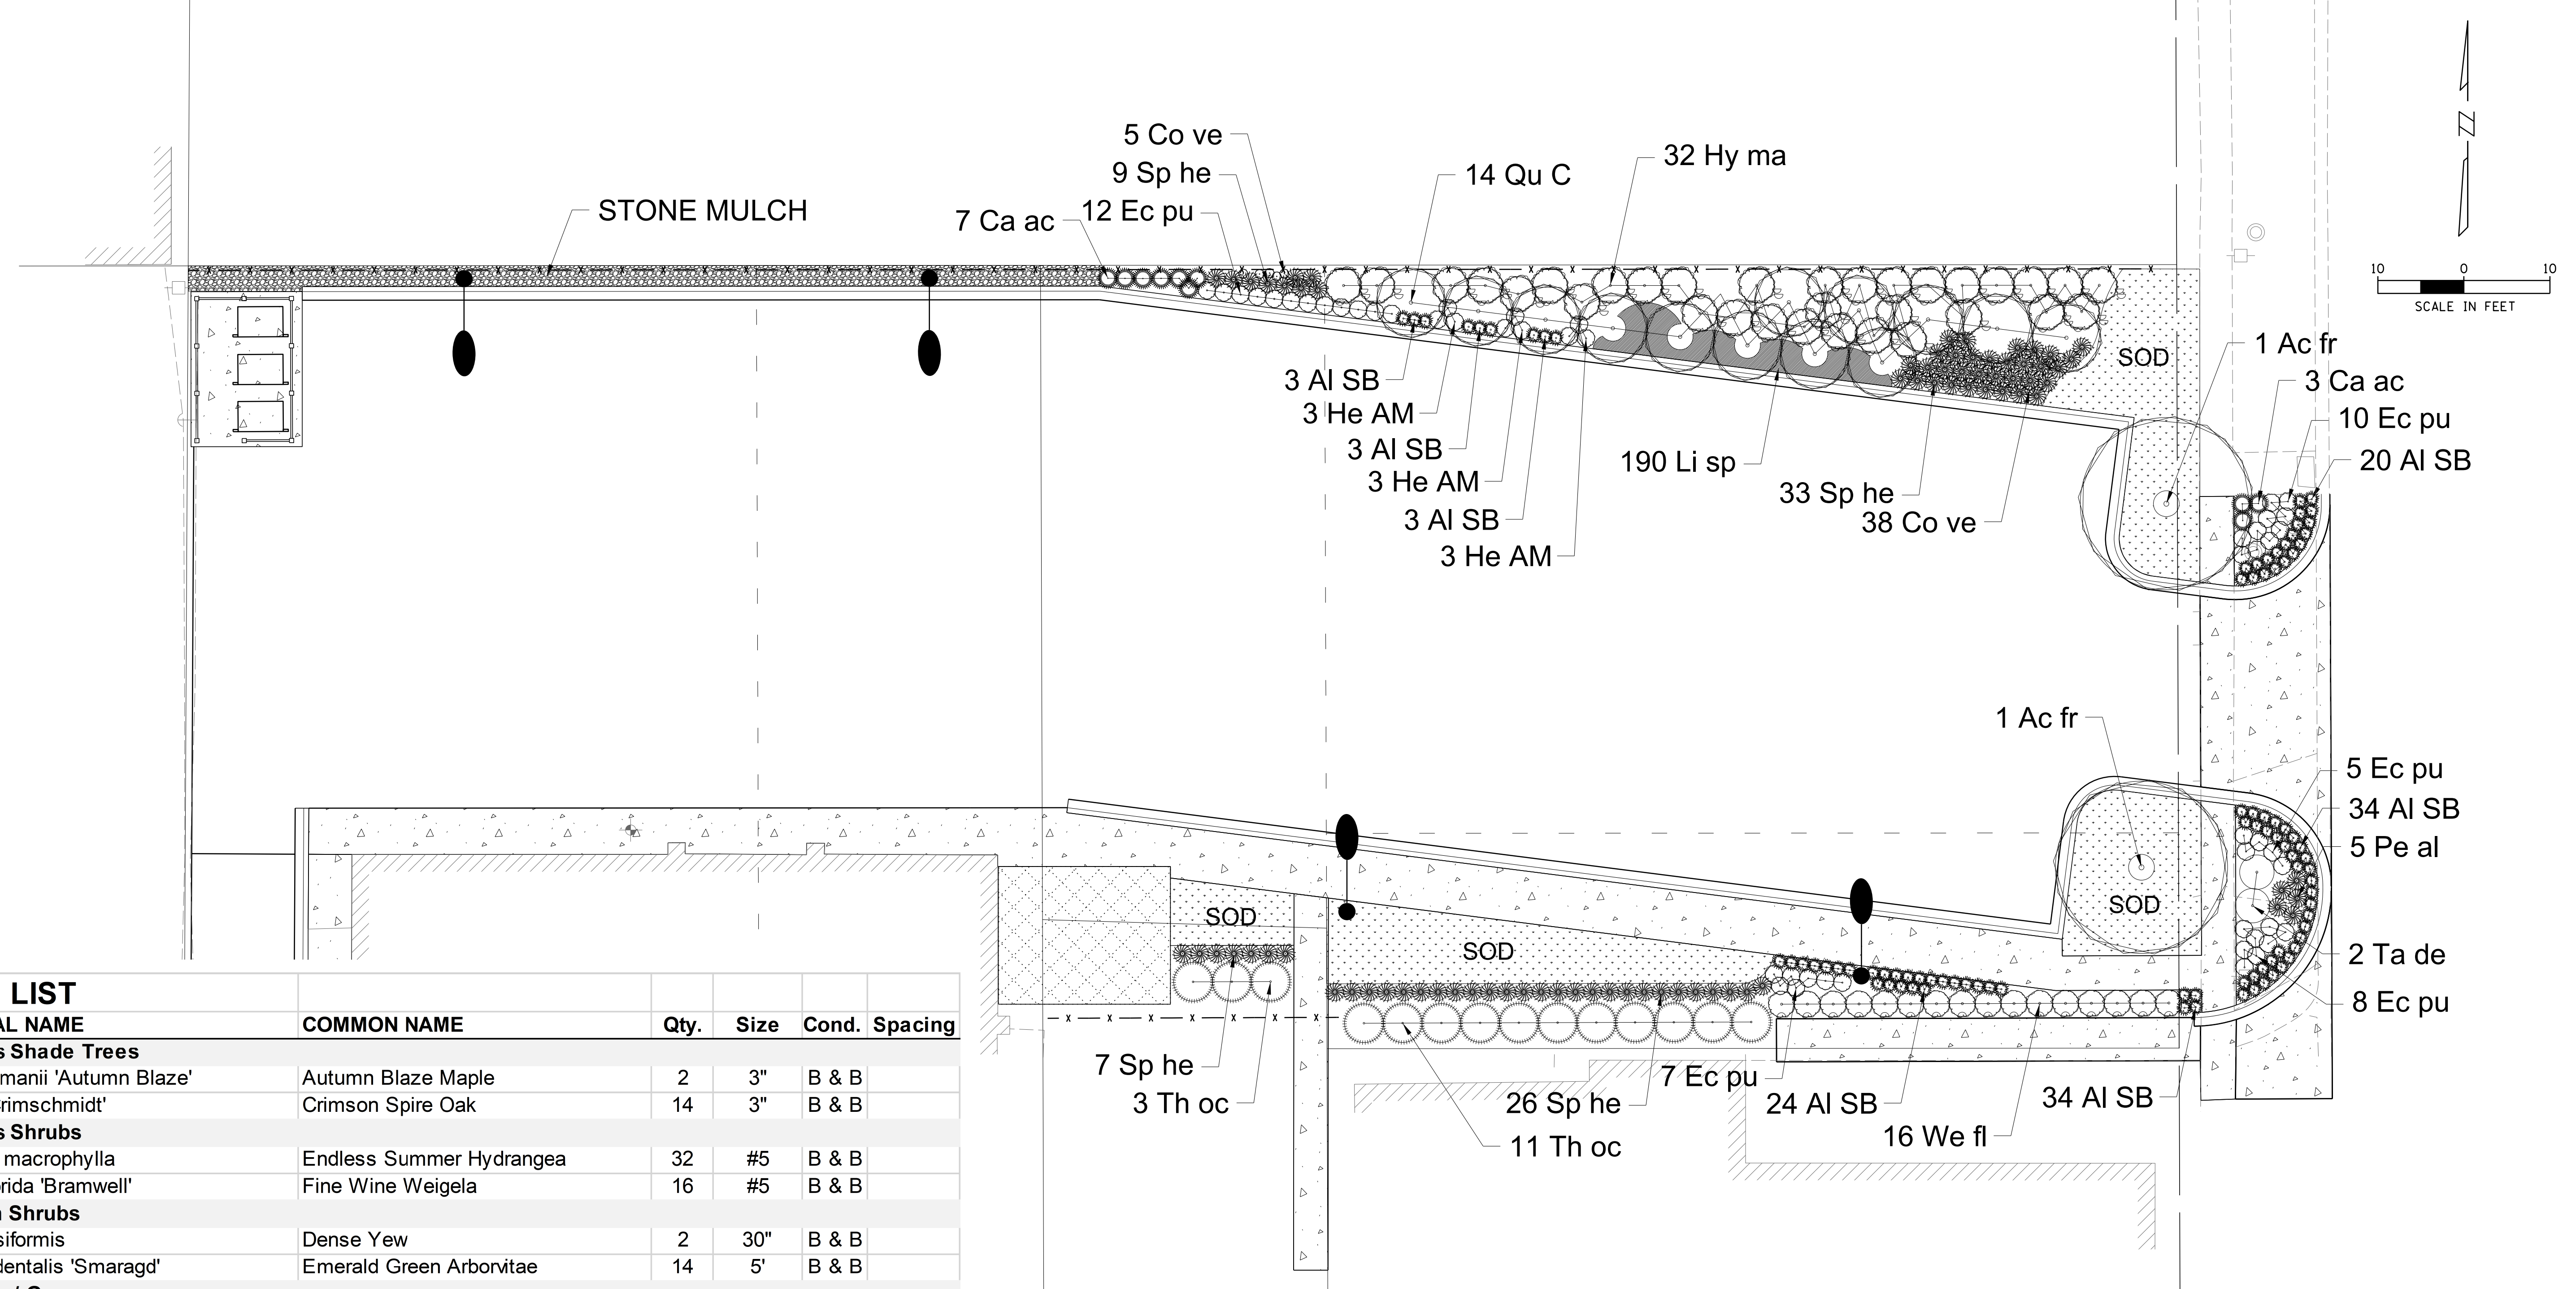 5 Co ve
9 Sp he
12 Ec pu
7 Ca ac
STONE MULCH
14 Qu C
32 Hy ma
N
10 0 10
SCALE IN FEET
SOD
1 Ac fr
3 Ca ac
10 Ec pu
20 Al SB
3 Al SB
3 He AM
3 Al SB
3 He AM
3 Al SB
3 He AM
190 Li sp
33 Sp he
38 Co ve
1 Ac fr
5 Ec pu
34 Al SB
5 Pe al
SOD
SOD
SOD
2 Ta de
8 Ec pu
7 Sp he
3 Th oc
26 Sp he
11 Th oc
7 Ec pu
24 Al SB
16 We fl
34 Al SB
LIST
AL NAME COMMON NAME Qty. Size Cond. Spacing
s Shade Trees
manii 'Autumn Blaze' Autumn Blaze Maple 2 3" B & B
rimschmidt' Crimson Spire Oak 14 3" B & B
s Shrubs
macrophylla Endless Summer Hydrangea 32 #5 B & B
rida 'Bramwell' Fine Wine Weigela 16 #5 B & B
n Shrubs
siformis Dense Yew 2 30" B & B
dentalis 'Smaragd' Emerald Green Arborvitae 14 5' B & B